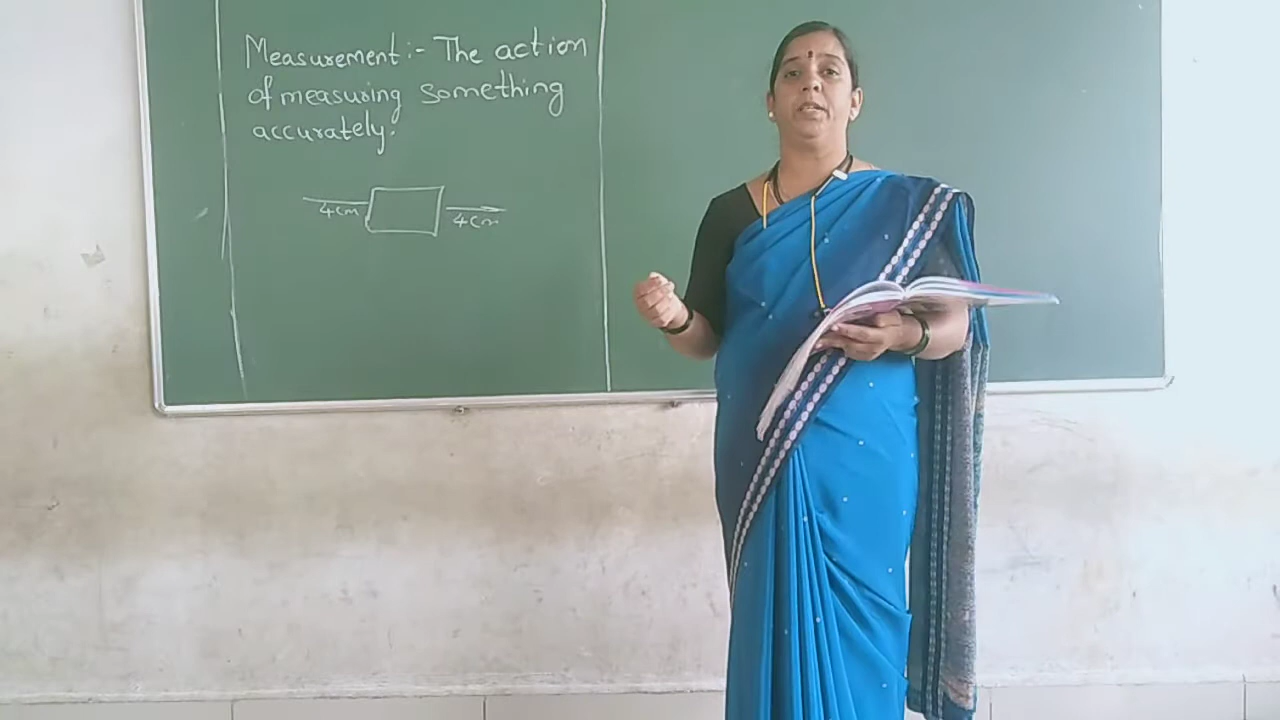 Measurement:- The action
of measuring something
accurately.
4cm 4cm